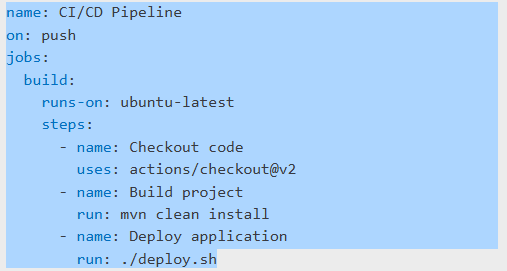 name: CI/CD Pipeline
on: push
jobs:
  build:
    runs-on: ubuntu-latest
    steps:
      - name: Checkout code
        uses: actions/checkout@v2
      - name: Build project
        run: mvn clean install
      - name: Deploy application
        run: ./deploy.sh